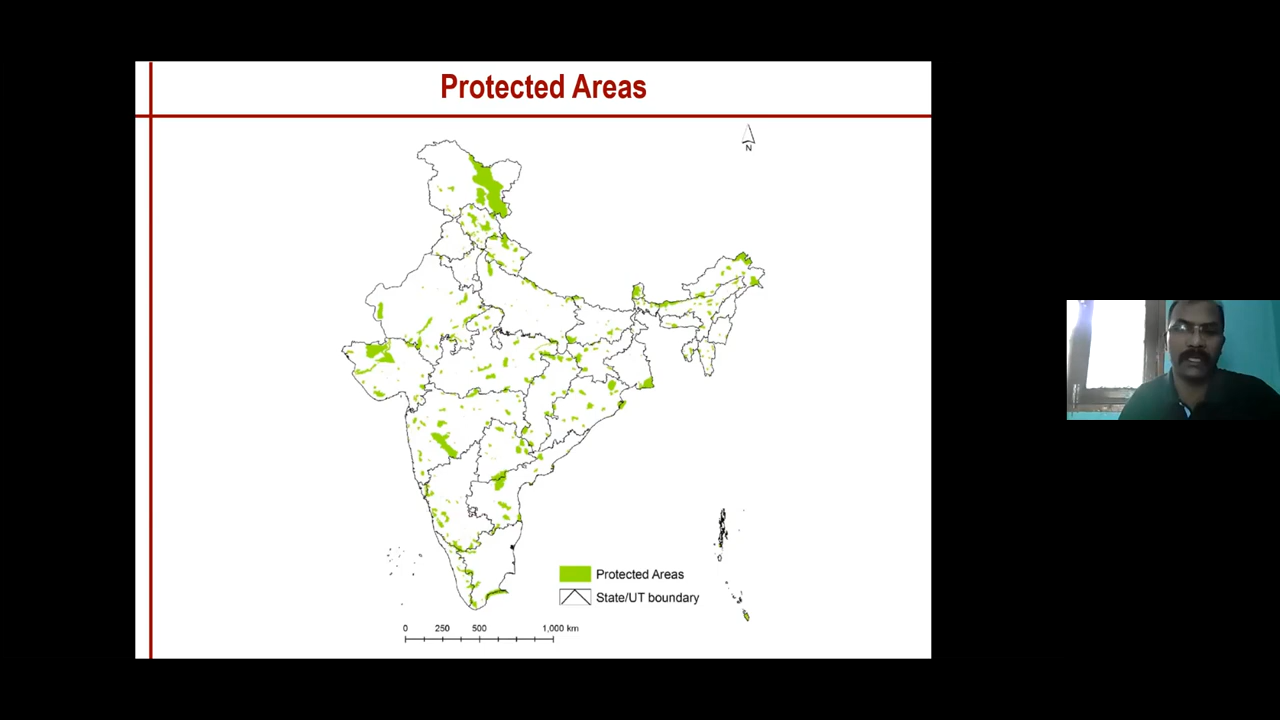 Protected Areas
N
Protected Areas
State/UT boundary
0 250 500 1,000 km